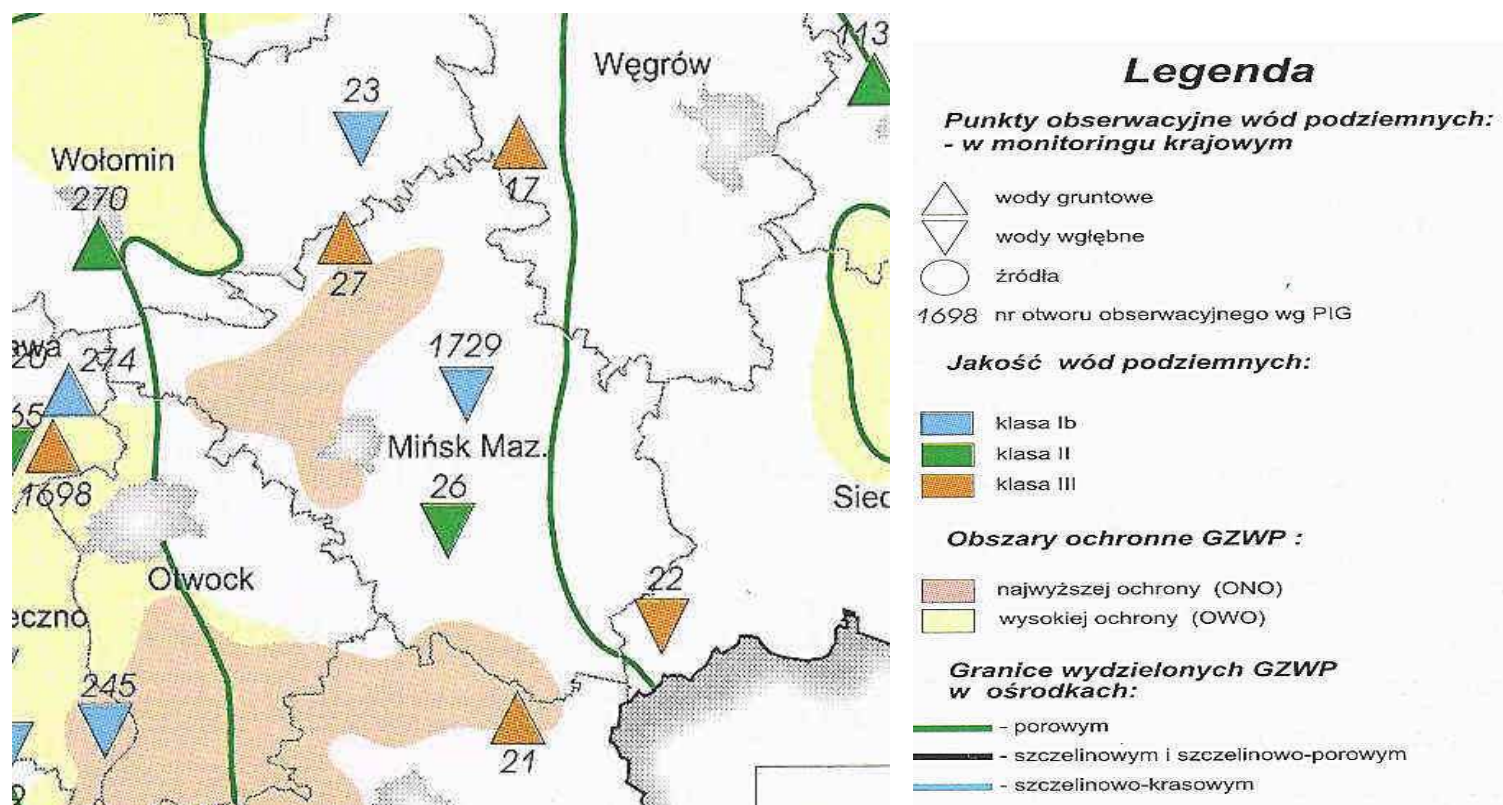 113
Węgrów
23
Wołomin
270
17
27
1729
274
Mińsk Maz.
26
1698
Otwock
22
245
21
Legenda
Punkty obserwacyjne wód podziemnych:
- w monitoringu krajowym
wody gruntowe
wody wgłębne
źródła
1698 nr otworu obserwacyjnego wg PIG
Jakość wód podziemnych:
klasa Ib
klasa II
klasa III
Obszary ochronne GZWP :
najwyższej ochrony (ONO)
wysokiej ochrony (OWO)
Granice wydzielonych GZWP
w ośrodkach:
- porowym
- szczelinowym i szczelinowo-porowym
- szczelinowo-krasowym